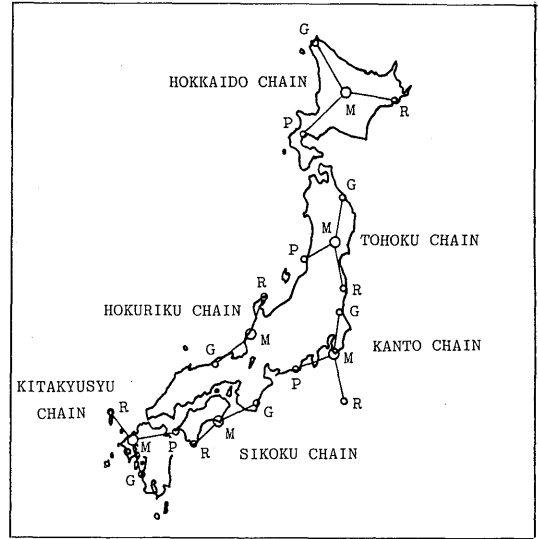 G
HOKKAIDO CHAIN
M
R
P
G
M
TOHOKU CHAIN
P
R
R
G
HOKURIKU CHAIN
M
KANTO CHAIN
M
G
P
KITAKYUSYU
CHAIN
R
R
G
M
M
P
R
SIKOKU CHAIN
G